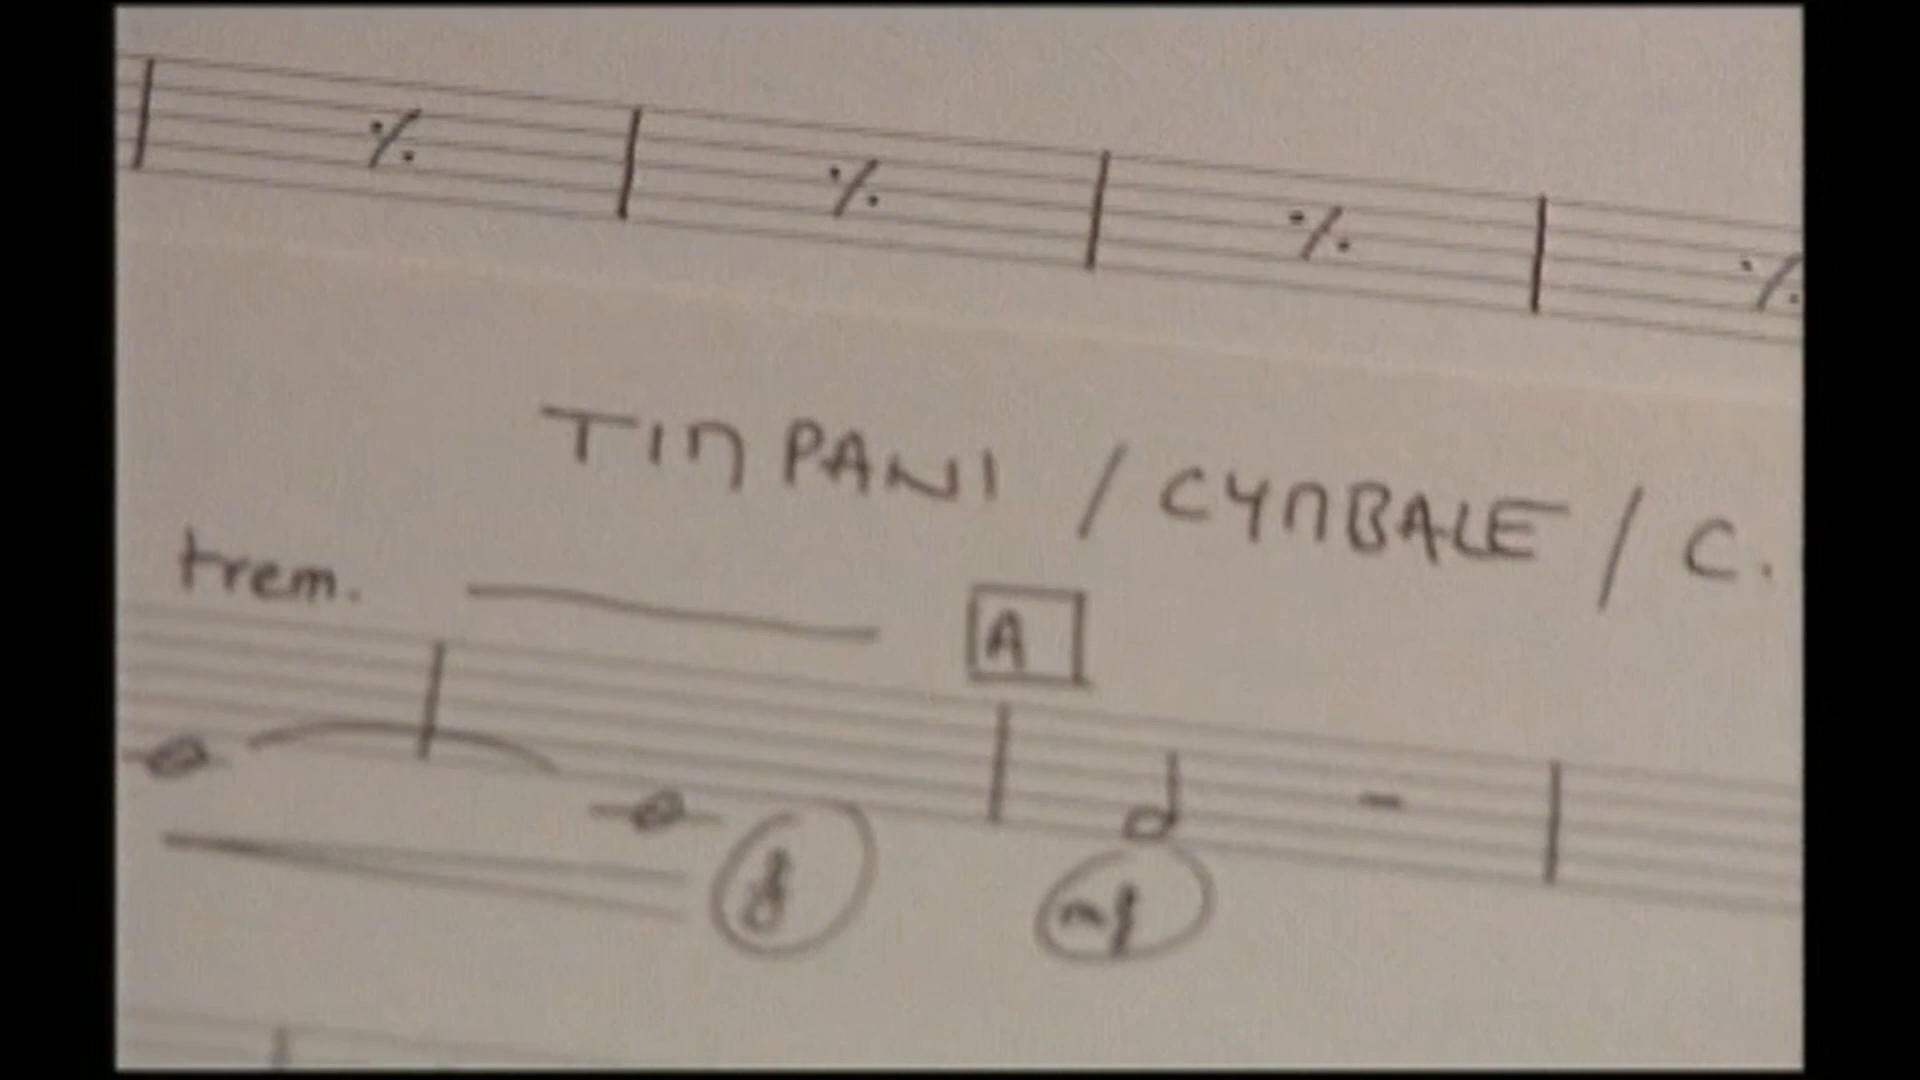 TIMPANI / CYMBALE / C.
trem.
A
f
mf